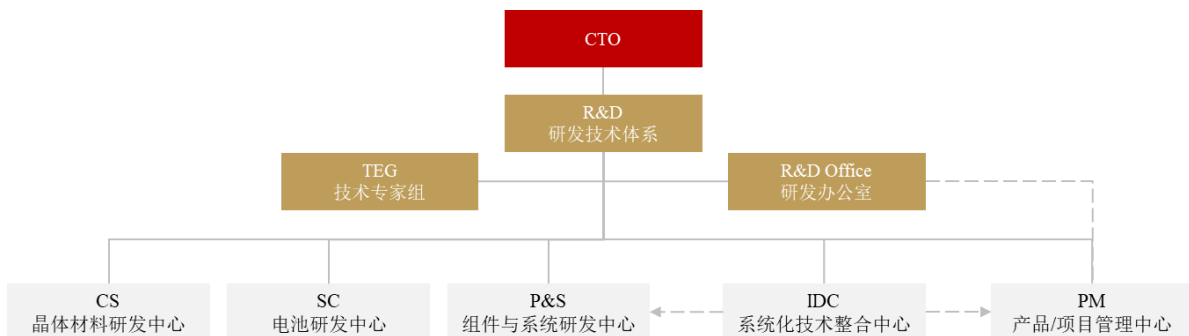 CTO
R&D
研发技术体系
TEG
技术专家组
R&D Office
研发办公室
CS
晶体材料研发中心
SC
电池研发中心
P&S
组件与系统研发中心
IDC
系统化技术整合中心
PM
产品/项目管理中心